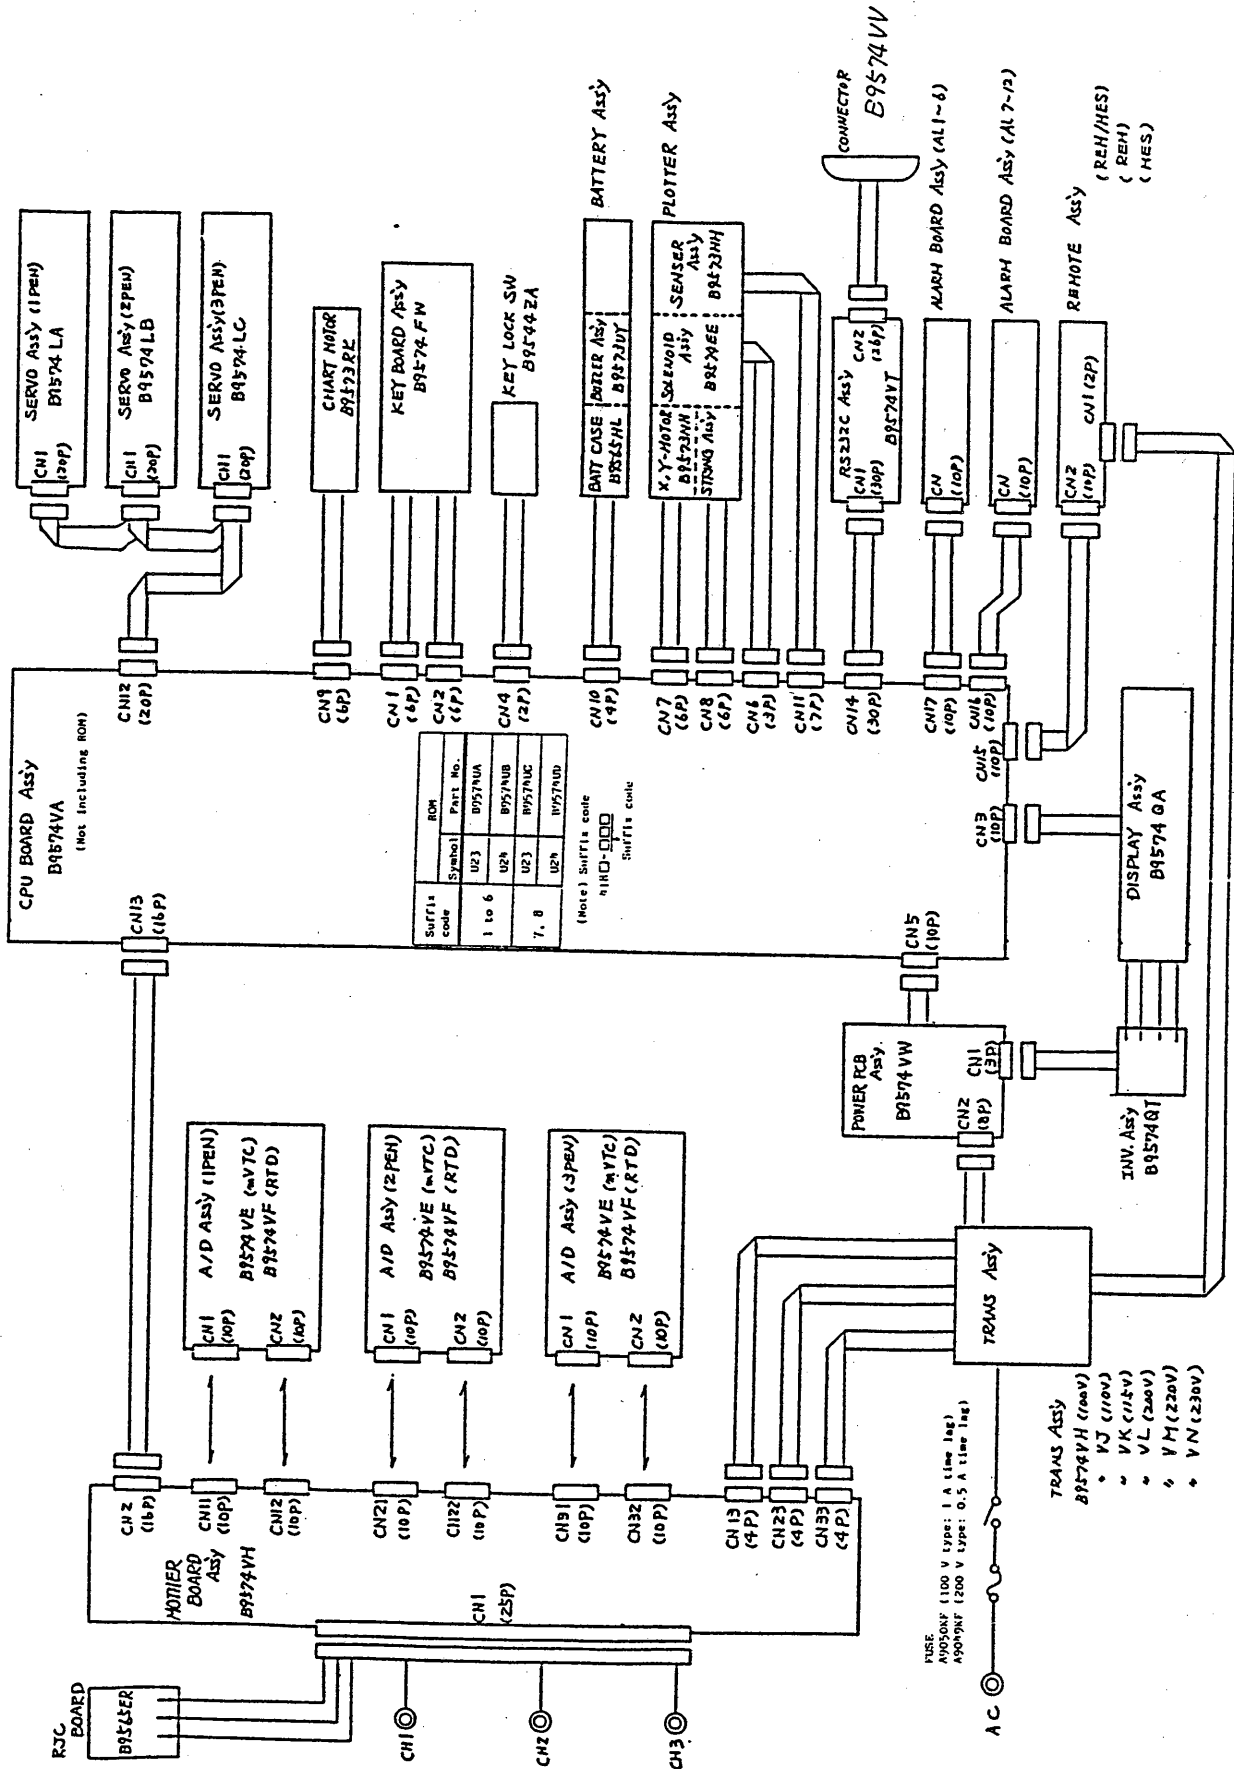 RJC
BOARD
B9565ER
CH1
CH2
CH3
MOTHER
BOARD
Ass'y
B9574VH
CN1
(25P)
CN2
(16P)
CN11
(10P)
CN12
(10P)
CN21
(10P)
CN22
(10P)
CN31
(10P)
CN32
(10P)
CN13
(4P)
CN23
(4P)
CN33
(4P)
A/D Ass'y (1PEN)
B9574VE (mVTC)
B9574VF (RTD)
CN1
(10P)
CN2
(10P)
A/D Ass'y (2PEN)
B9574VE (mVTC)
B9574VF (RTD)
CN1
(10P)
CN2
(10P)
A/D Ass'y (3PEN)
B9574VE (mVTC)
B9574VF (RTD)
CN1
(10P)
CN2
(10P)
FUSE
A9050KF (100 V type: 1 A time lag)
(200 V type: 0.5 A time lag)
AC
TRANS Ass'y
TRANS Ass'y
B9574VH (100V)
" VJ (110V)
" VK (115V)
" VL (200V)
" VM (220V)
" VN (230V)
POWER PCB
Ass'y.
B9574VW
CN2
(8P)
CN1
(3P)
INV. Ass'y
B9574QT
DISPLAY Ass'y
B9574QA
CPU BOARD Ass'y
B9574VA
(Not including ROM)
CN13
(16P)
CN5
(10P)
CN3
(10P)
CN15
(10P)
CN12
(20P)
CN9
(6P)
CN1
(6P)
CN2
(6P)
CN4
(2P)
CN10
(4P)
CN7
(6P)
CN8
(6P)
CN6
(3P)
CN11
(7P)
CN14
(30P)
CN17
(10P)
CN16
(10P)
Suffix code
ROM
Symbol Part No.
1 to 6
U23 B9574UA
U24 B9574UB
7, 8
U23 B9574UC
U24 B9574UD
(Note) Suffix code
Suffix code
SERVO Ass'y (1PEN)
B9574LA
CN1
(20P)
SERVO Ass'y (2PEN)
B9574LB
CN1
(20P)
SERVO Ass'y (3PEN)
B9574LC
CN1
(20P)
CHART MOTOR
B9573RK
KEY BOARD Ass'y
B9574FW
KEY LOCK SW
B9544ZA
BATTERY Ass'y
BATT CASE
B9565HL
B9573UY
PLOTTER Ass'y
X,Y-MOTOR
B9573NN
STRING Ass'y
SOLENOID
Ass'y
B9574EE
SENSER
Ass'y
B9573NH
RS232C Ass'y
B9574VT
CN1
(30P)
CN2
(26P)
CONNECTOR
B9574VV
ALARM BOARD Ass'y (AL1~6)
CN
(10P)
ALARM BOARD Ass'y (AL7~12)
CN
(10P)
REMOTE Ass'y
(REH/HES)
(REH)
(HES)
CN2
(10P)
CN1 (2P)